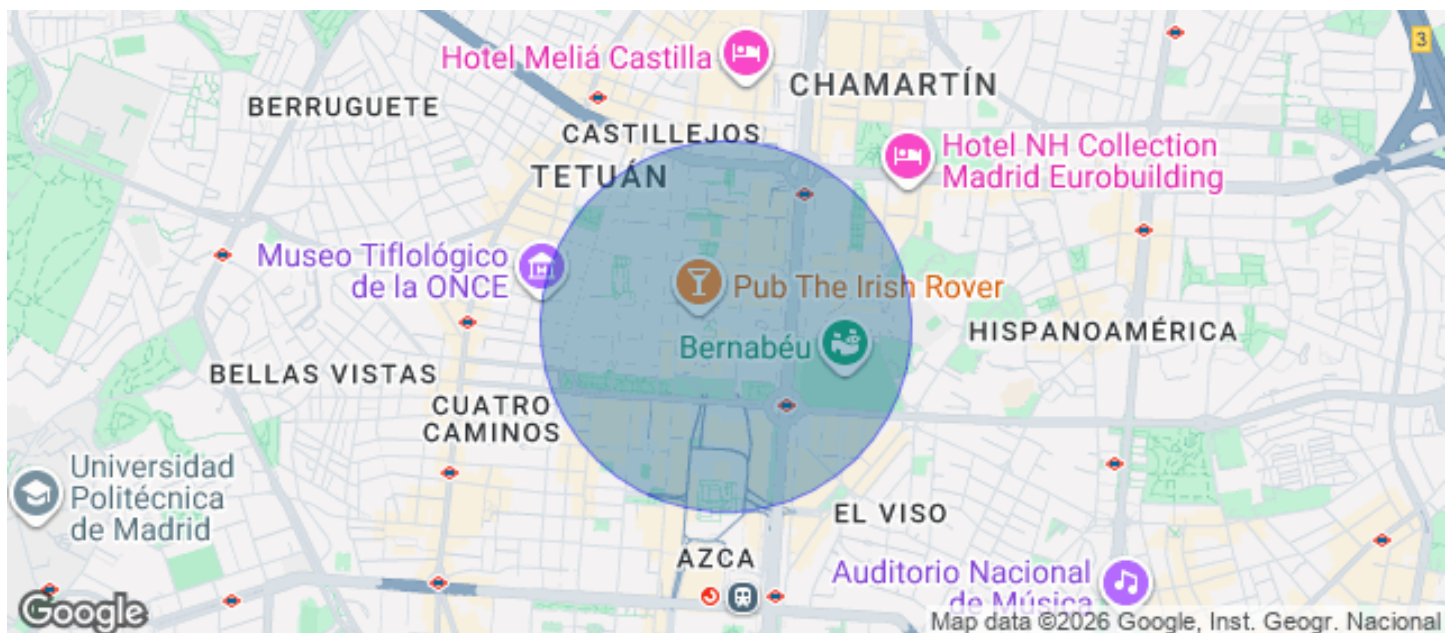 Hotel Meliá Castilla
CHAMARTÍN
3
BERRUGUETE
CASTILLEJOS
TETUÁN
Hotel NH Collection
Madrid Eurobuilding
Museo Tiflológico
de la ONCE
Pub The Irish Rover
Bernabéu
HISPANOAMÉRICA
BELLAS VISTAS
CUATRO
CAMINOS
Universidad
Politécnica
de Madrid
EL VISO
AZCA
Auditorio Nacional
de Música
Google
Map data ©2026 Google, Inst. Geogr. Nacional